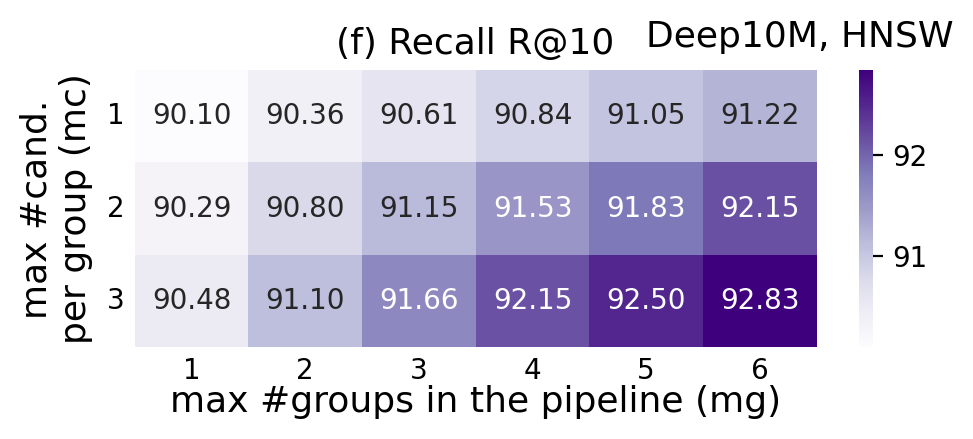 (f) Recall R@10
Deep10M, HNSW
max #cand.
per group (mc)
1 90.10 90.36 90.61 90.84 91.05 91.22
2 90.29 90.80 91.15 91.53 91.83 92.15
3 90.48 91.10 91.66 92.15 92.50 92.83
1 2 3 4 5 6
max #groups in the pipeline (mg)
92
91